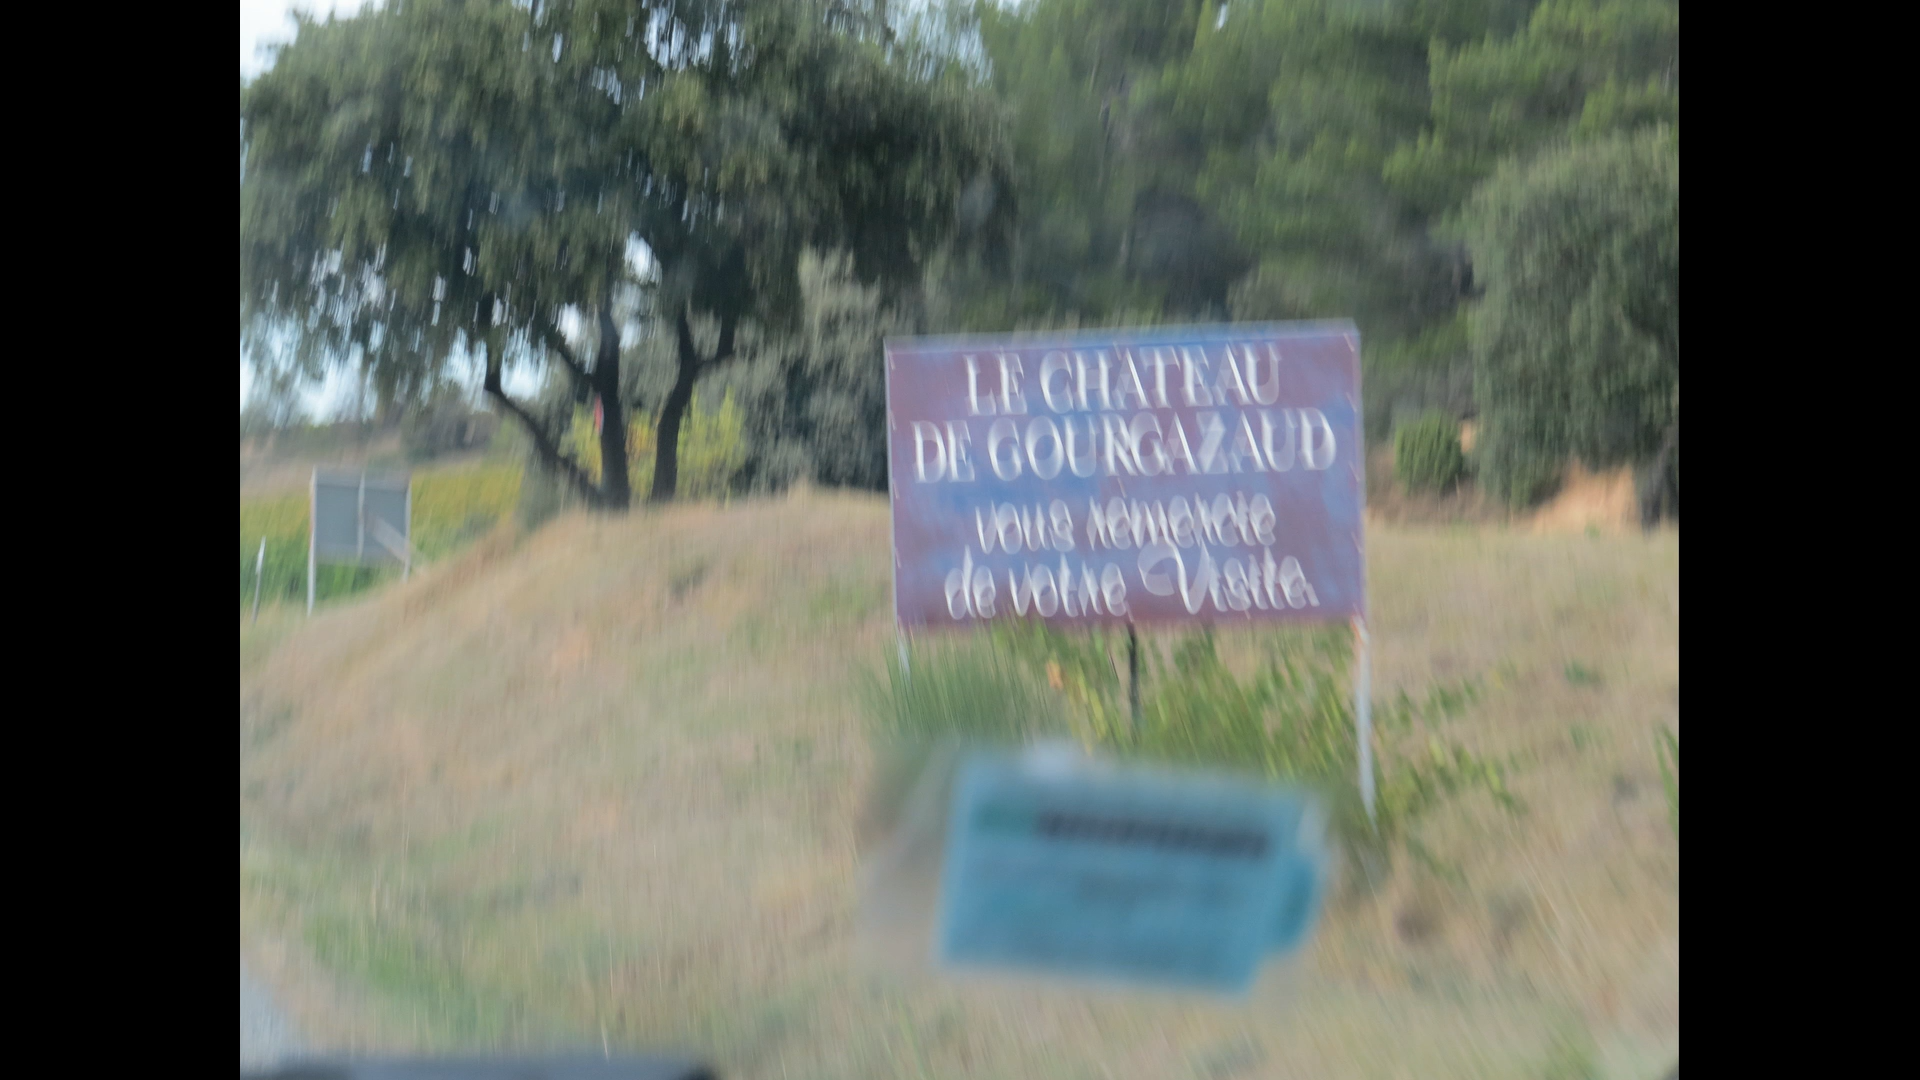 LE CHATEAU
DE GOURGAZAUD
vous remercie
de votre Visite.